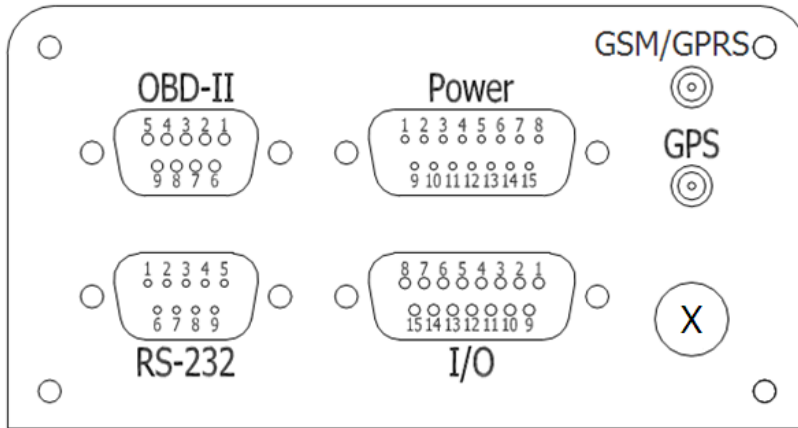 GSM/GPRS
OBD-II
Power
5 4 3 2 1
1 2 3 4 5 6 7 8
GPS
9 8 7 6
9 10 11 12 13 14 15
1 2 3 4 5
8 7 6 5 4 3 2 1
X
6 7 8 9
15 14 13 12 11 10 9
RS-232
I/O